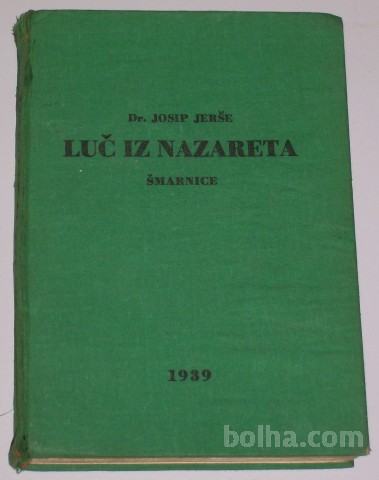 Dr. JOSIP JERŠE
LUČ IZ NAZARETA
ŠMARNICE
1939
bolha.com